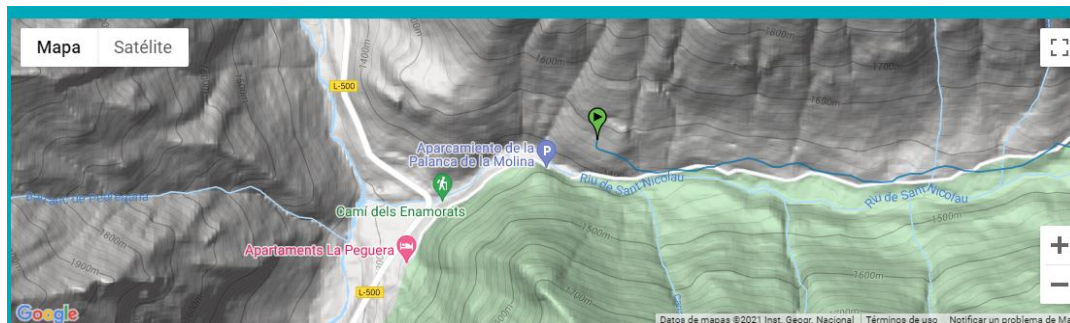 Mapa
Satélite
L-500
1400m
1600m
1600m
1700m
1600m
Aparcamiento de la
Palanca de la Molina
P
Riu de Sant Nicolau
Riu de Sant Nicolau
Camí dels Enamorats
Apartaments La Peguera
1800m
1900m
1500m
1500m
1600m
L-500
Google
Datos de mapas ©2021 Inst. Geogr. Nacional
Términos de uso
Notificar un problema de Ma